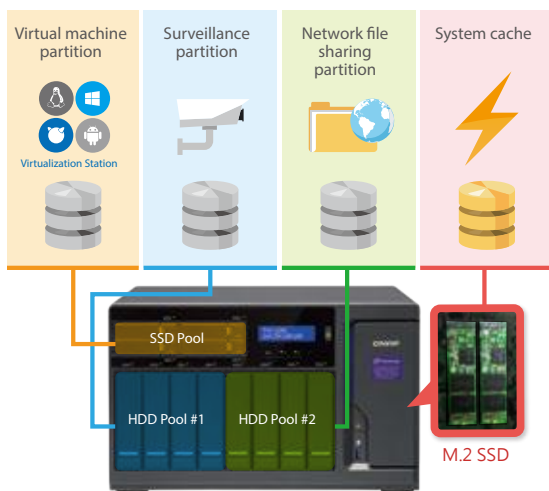 Virtual machine
partition
Surveillance
partition
Network file
sharing
partition
System cache
Virtualization Station
SSD Pool
QNAP
HDD Pool #1
HDD Pool #2
M.2 SSD